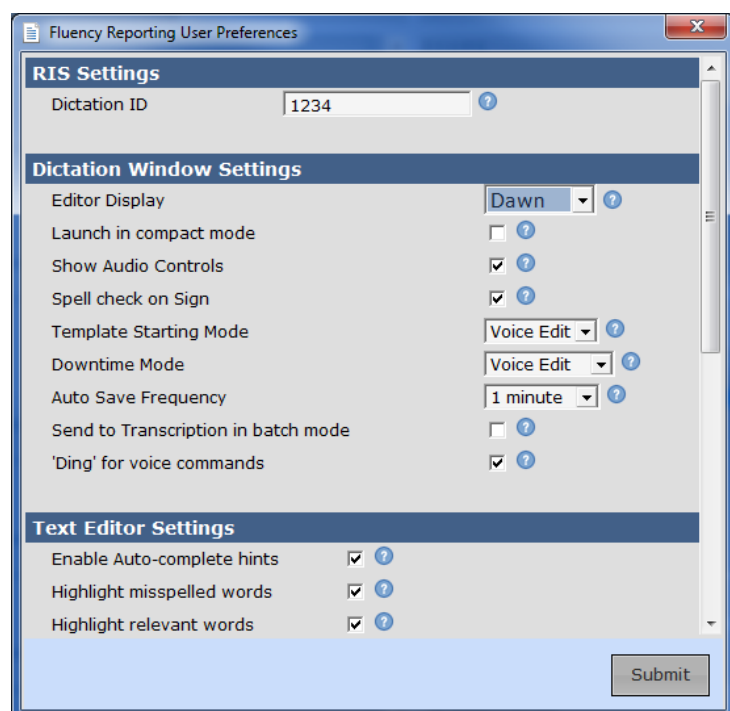 Fluency Reporting User Preferences
RIS Settings
Dictation ID 1234
Dictation Window Settings
Editor Display Dawn
Launch in compact mode
Show Audio Controls
Spell check on Sign
Template Starting Mode Voice Edit
Downtime Mode Voice Edit
Auto Save Frequency 1 minute
Send to Transcription in batch mode
'Ding' for voice commands
Text Editor Settings
Enable Auto-complete hints
Highlight misspelled words
Highlight relevant words
Submit